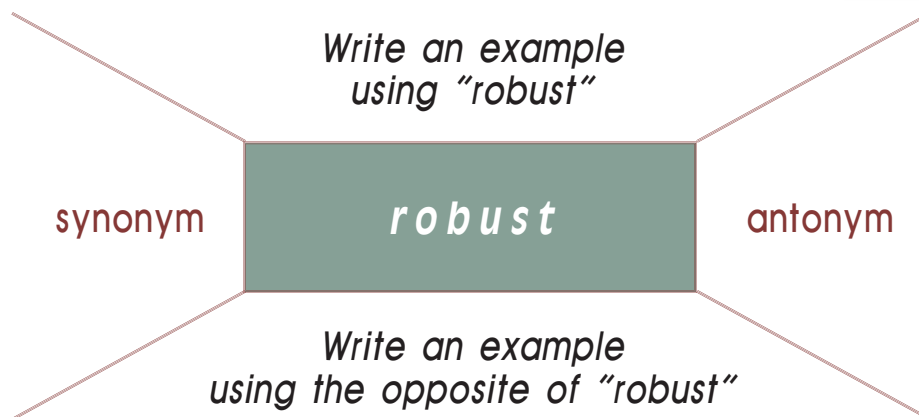 Write an example
using “robust”
synonym
robust
antonym
Write an example
using the opposite of “robust”